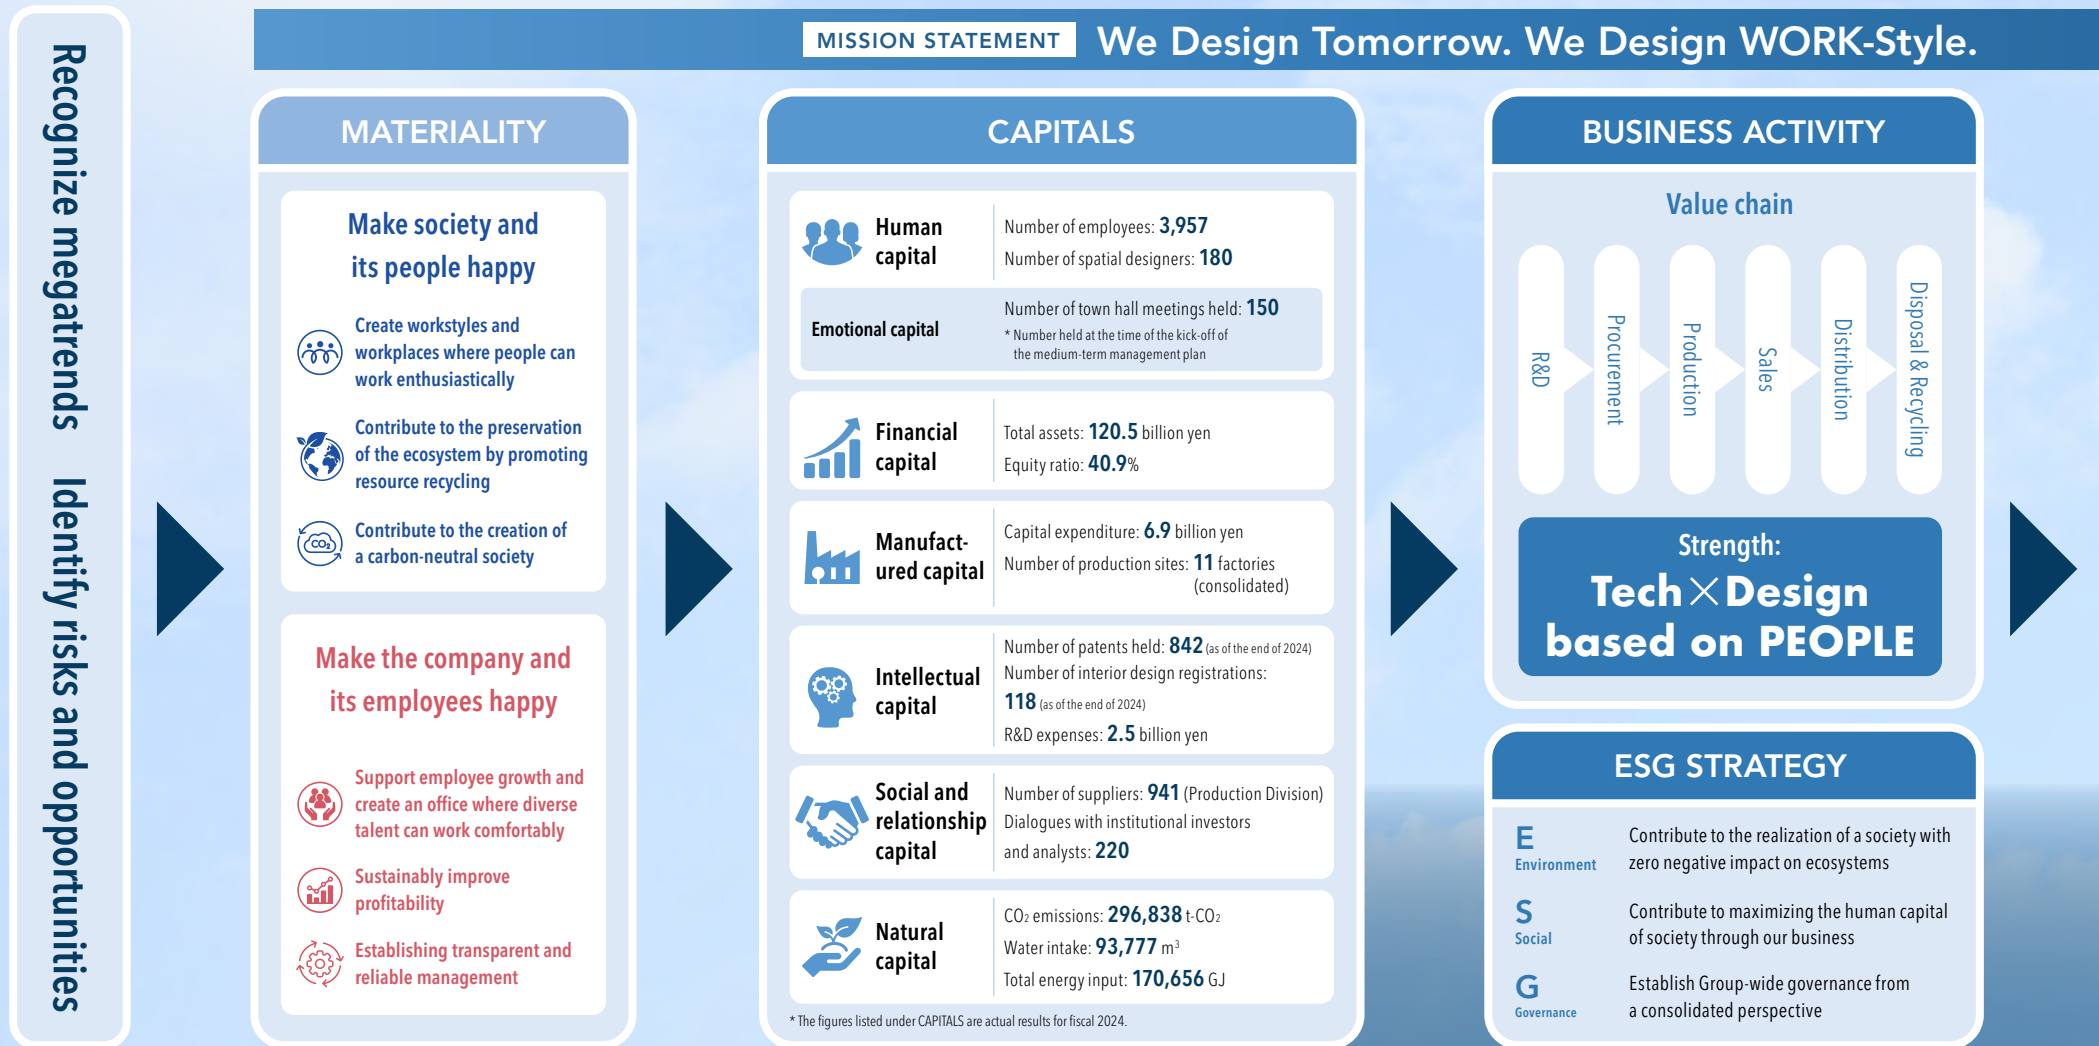 Recognize megatrends Identify risks and opportunities
MISSION STATEMENT We Design Tomorrow. We Design WORK-Style.
MATERIALITY
Make society and
its people happy
Create workstyles and
workplaces where people can
work enthusiastically
Contribute to the preservation
of the ecosystem by promoting
resource recycling
CO₂
Contribute to the creation of
a carbon-neutral society
Make the company and
its employees happy
Support employee growth and
create an office where diverse
talent can work comfortably
Sustainably improve
profitability
Establishing transparent and
reliable management
CAPITALS
Human
capital
Number of employees: 3,957
Number of spatial designers: 180
Emotional capital
Number of town hall meetings held: 150
* Number held at the time of the kick-off of
the medium-term management plan
Financial
capital
Total assets: 120.5 billion yen
Equity ratio: 40.9%
Manufact-
ured capital
Capital expenditure: 6.9 billion yen
Number of production sites: 11 factories
(consolidated)
Intellectual
capital
Number of patents held: 842 (as of the end of 2024)
Number of interior design registrations:
118 (as of the end of 2024)
R&D expenses: 2.5 billion yen
Social and
relationship
capital
Number of suppliers: 941 (Production Division)
Dialogues with institutional investors
and analysts: 220
Natural
capital
CO₂ emissions: 296,838 t-CO₂
Water intake: 93,777 m³
Total energy input: 170,656 GJ
* The figures listed under CAPITALS are actual results for fiscal 2024.
BUSINESS ACTIVITY
Value chain
R&D
Procurement
Production
Sales
Distribution
Disposal & Recycling
Strength:
Tech×Design
based on PEOPLE
ESG STRATEGY
E
Environment
Contribute to the realization of a society with
zero negative impact on ecosystems
S
Social
Contribute to maximizing the human capital
of society through our business
G
Governance
Establish Group-wide governance from
a consolidated perspective